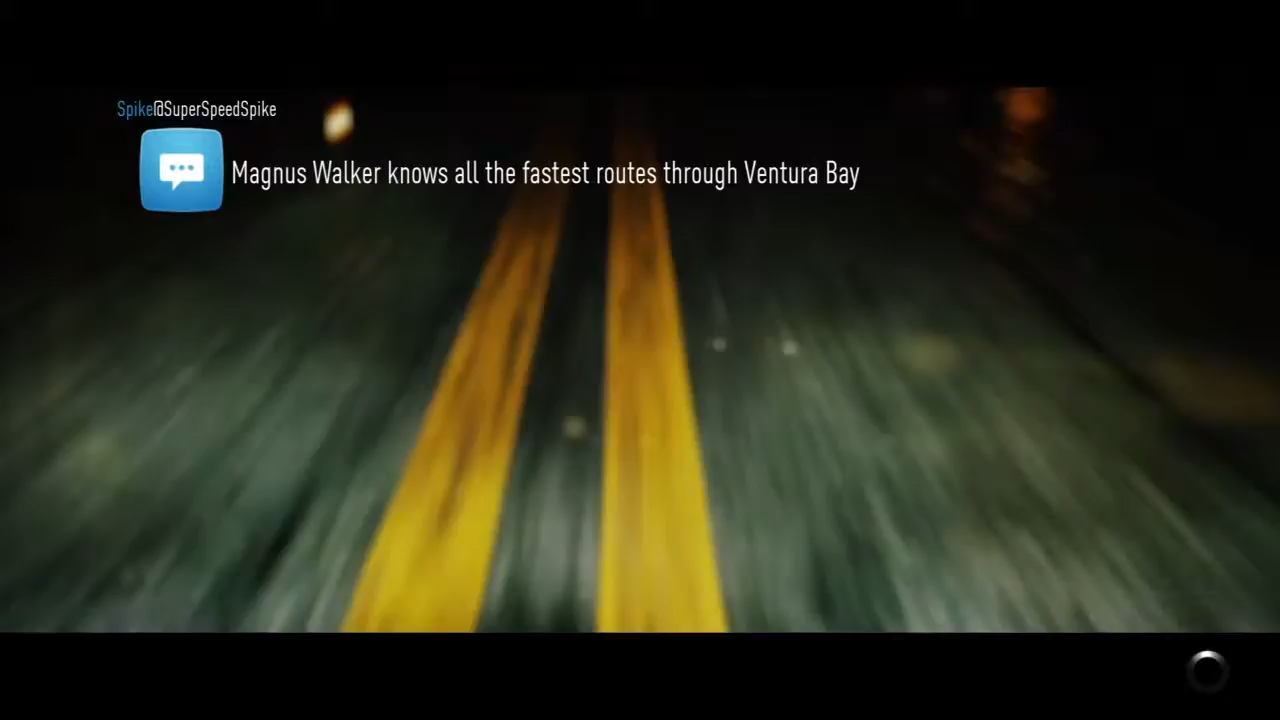 Spike@SuperSpeedSpike
Magnus Walker knows all the fastest routes through Ventura Bay